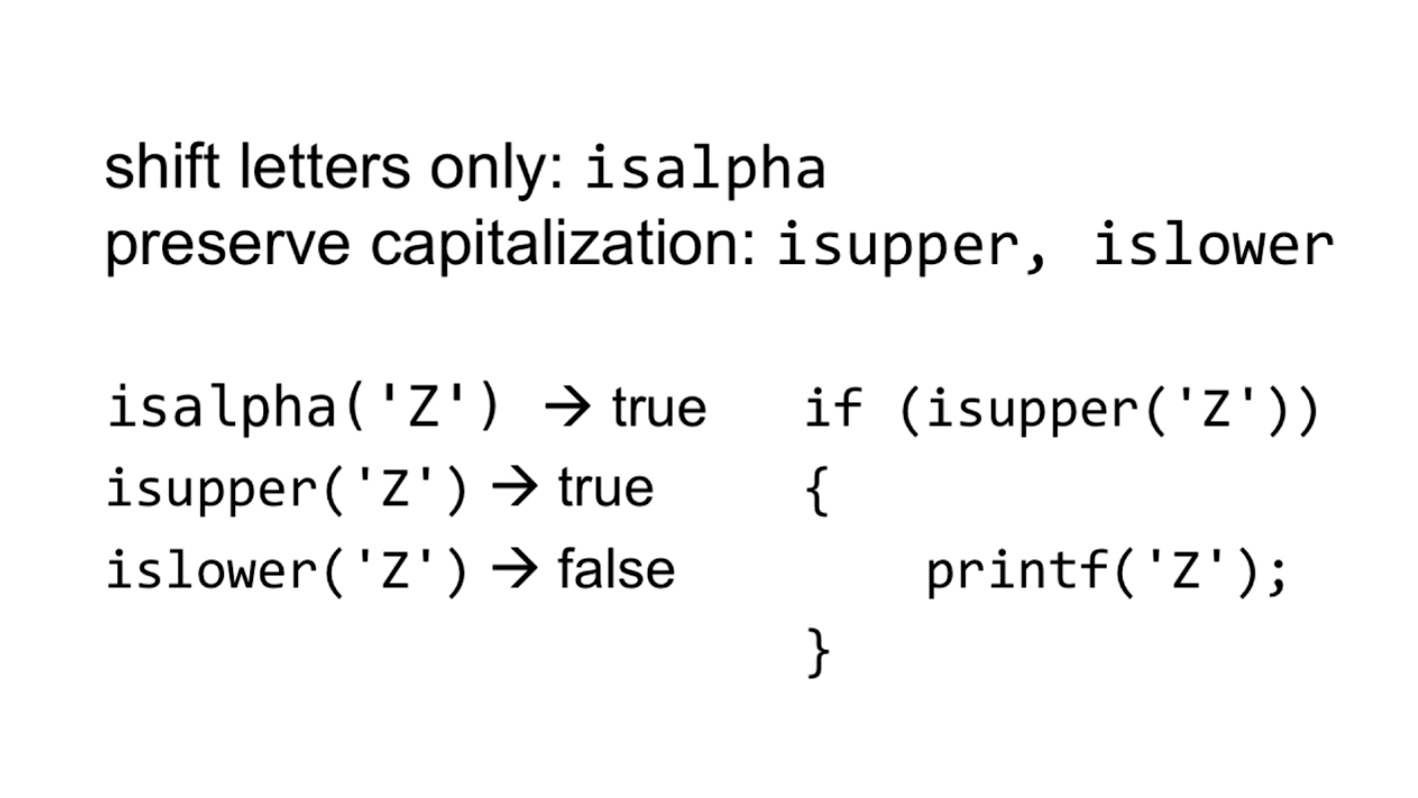 shift letters only: isalpha
preserve capitalization: isupper, islower
isalpha('Z') → true
isupper('Z') → true
islower('Z') → false
if (isupper('Z'))
{
printf('Z');
}